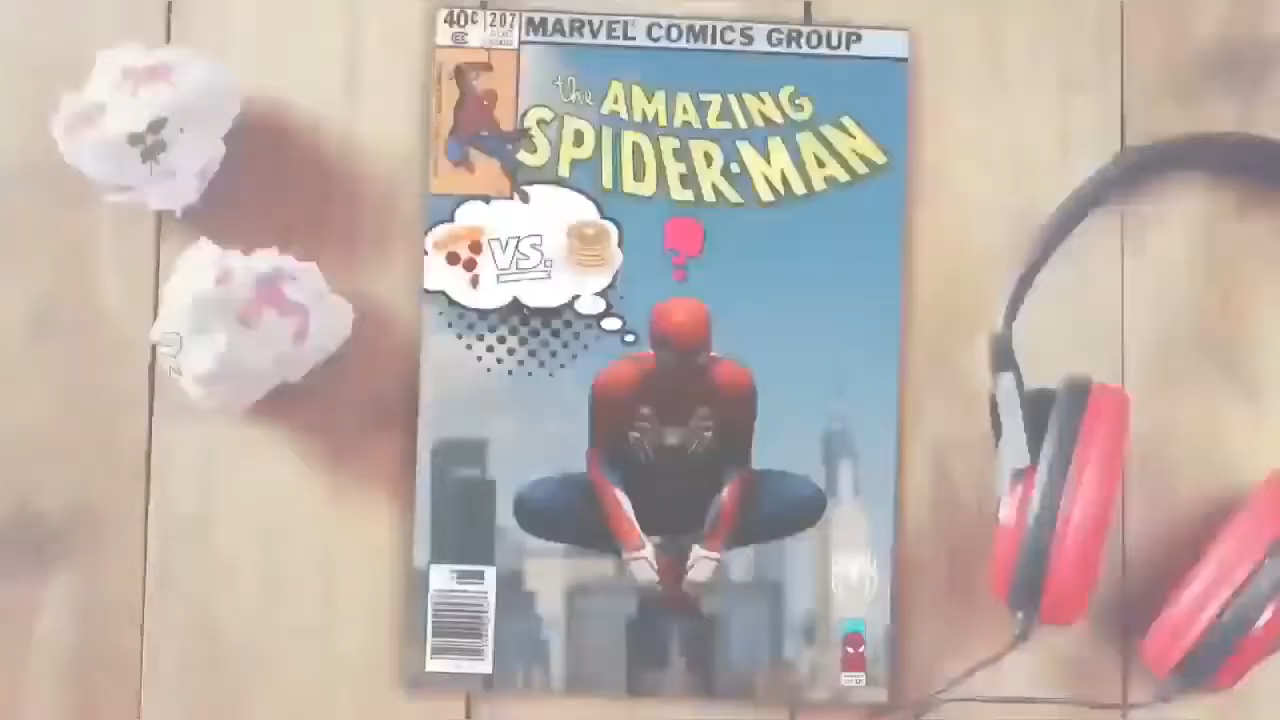 40¢ 207 MARVEL COMICS GROUP
the AMAZING
SPIDER-MAN
VS.
?